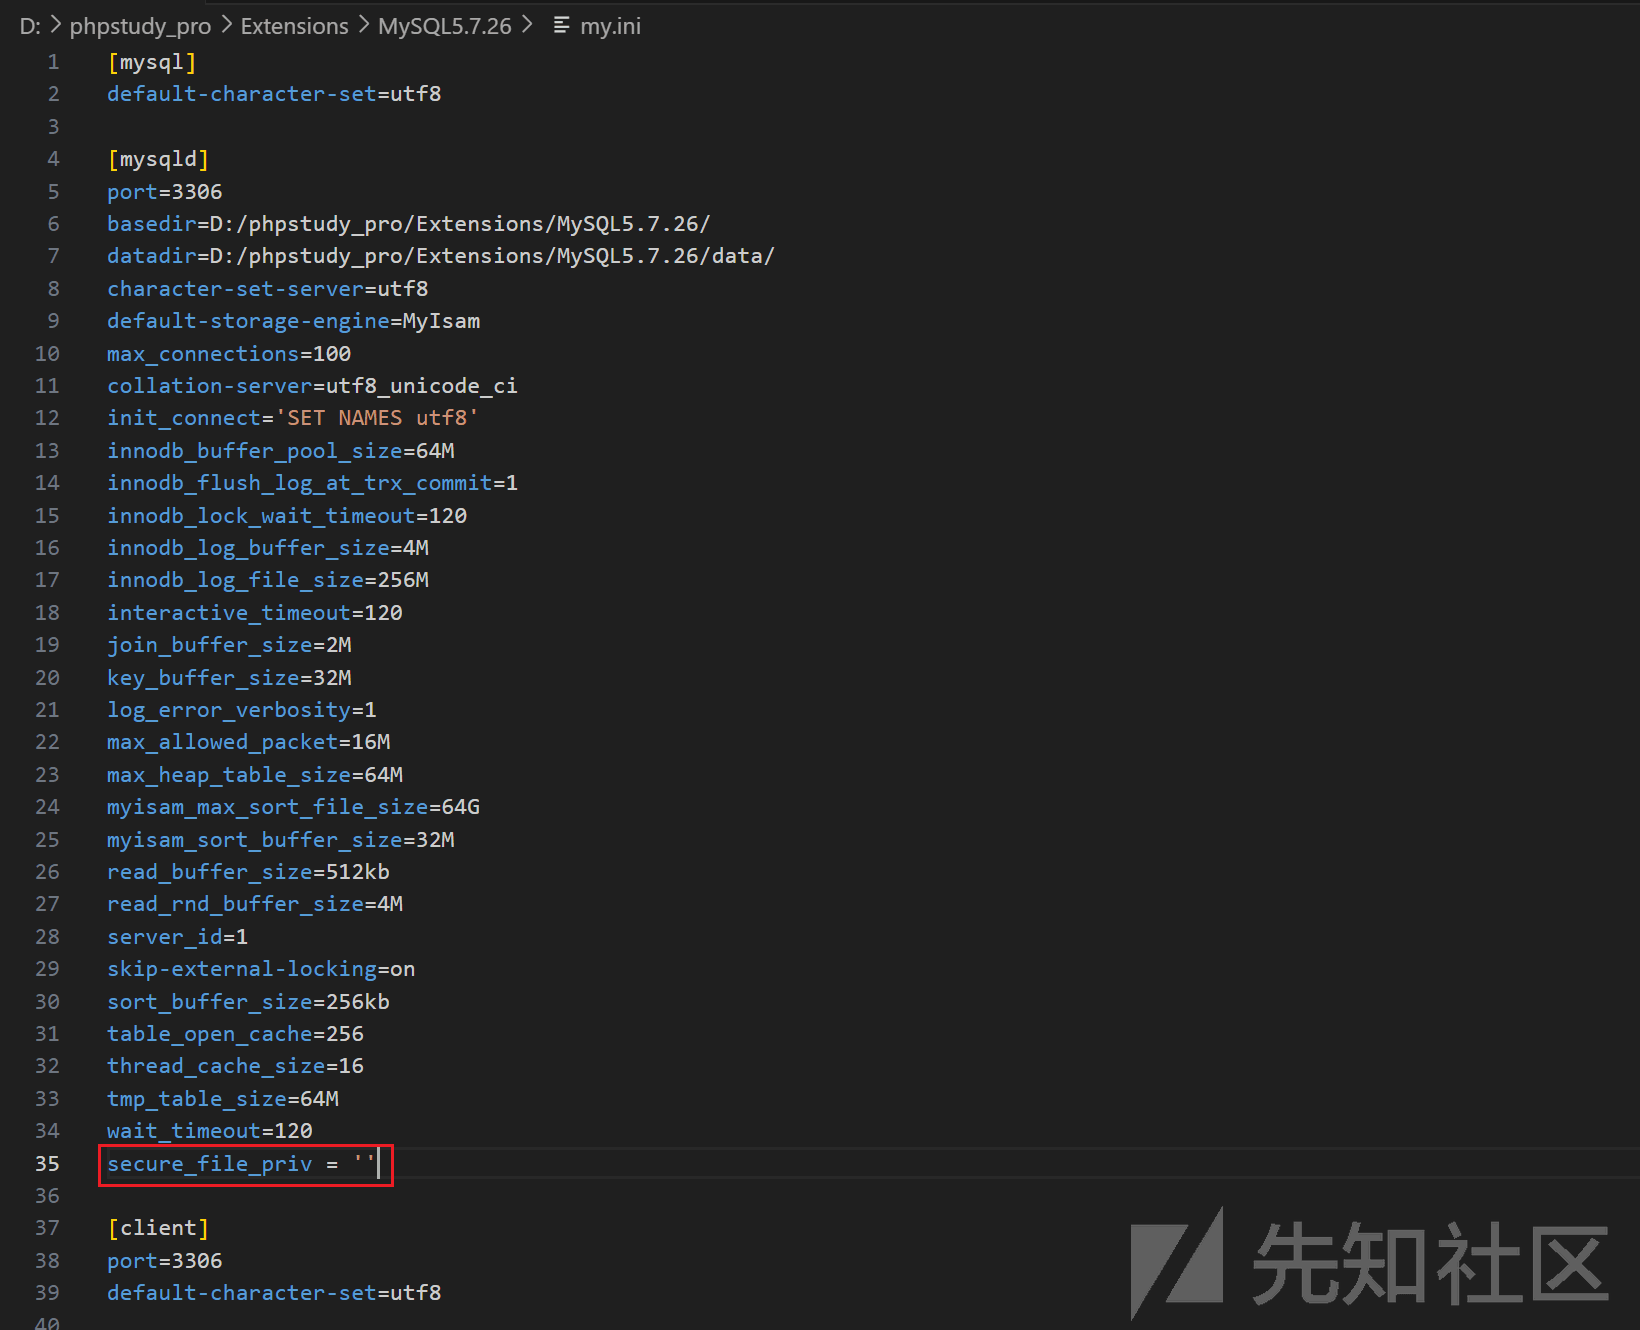 D: > phpstudy_pro > Extensions > MySQL5.7.26 > my.ini
1 [mysql]
2 default-character-set=utf8
3
4 [mysqld]
5 port=3306
6 basedir=D:/phpstudy_pro/Extensions/MySQL5.7.26/
7 datadir=D:/phpstudy_pro/Extensions/MySQL5.7.26/data/
8 character-set-server=utf8
9 default-storage-engine=MyIsam
10 max_connections=100
11 collation-server=utf8_unicode_ci
12 init_connect='SET NAMES utf8'
13 innodb_buffer_pool_size=64M
14 innodb_flush_log_at_trx_commit=1
15 innodb_lock_wait_timeout=120
16 innodb_log_buffer_size=4M
17 innodb_log_file_size=256M
18 interactive_timeout=120
19 join_buffer_size=2M
20 key_buffer_size=32M
21 log_error_verbosity=1
22 max_allowed_packet=16M
23 max_heap_table_size=64M
24 myisam_max_sort_file_size=64G
25 myisam_sort_buffer_size=32M
26 read_buffer_size=512kb
27 read_rnd_buffer_size=4M
28 server_id=1
29 skip-external-locking=on
30 sort_buffer_size=256kb
31 table_open_cache=256
32 thread_cache_size=16
33 tmp_table_size=64M
34 wait_timeout=120
35 secure_file_priv = ''
36
37 [client]
38 port=3306
39 default-character-set=utf8
40
先知社区